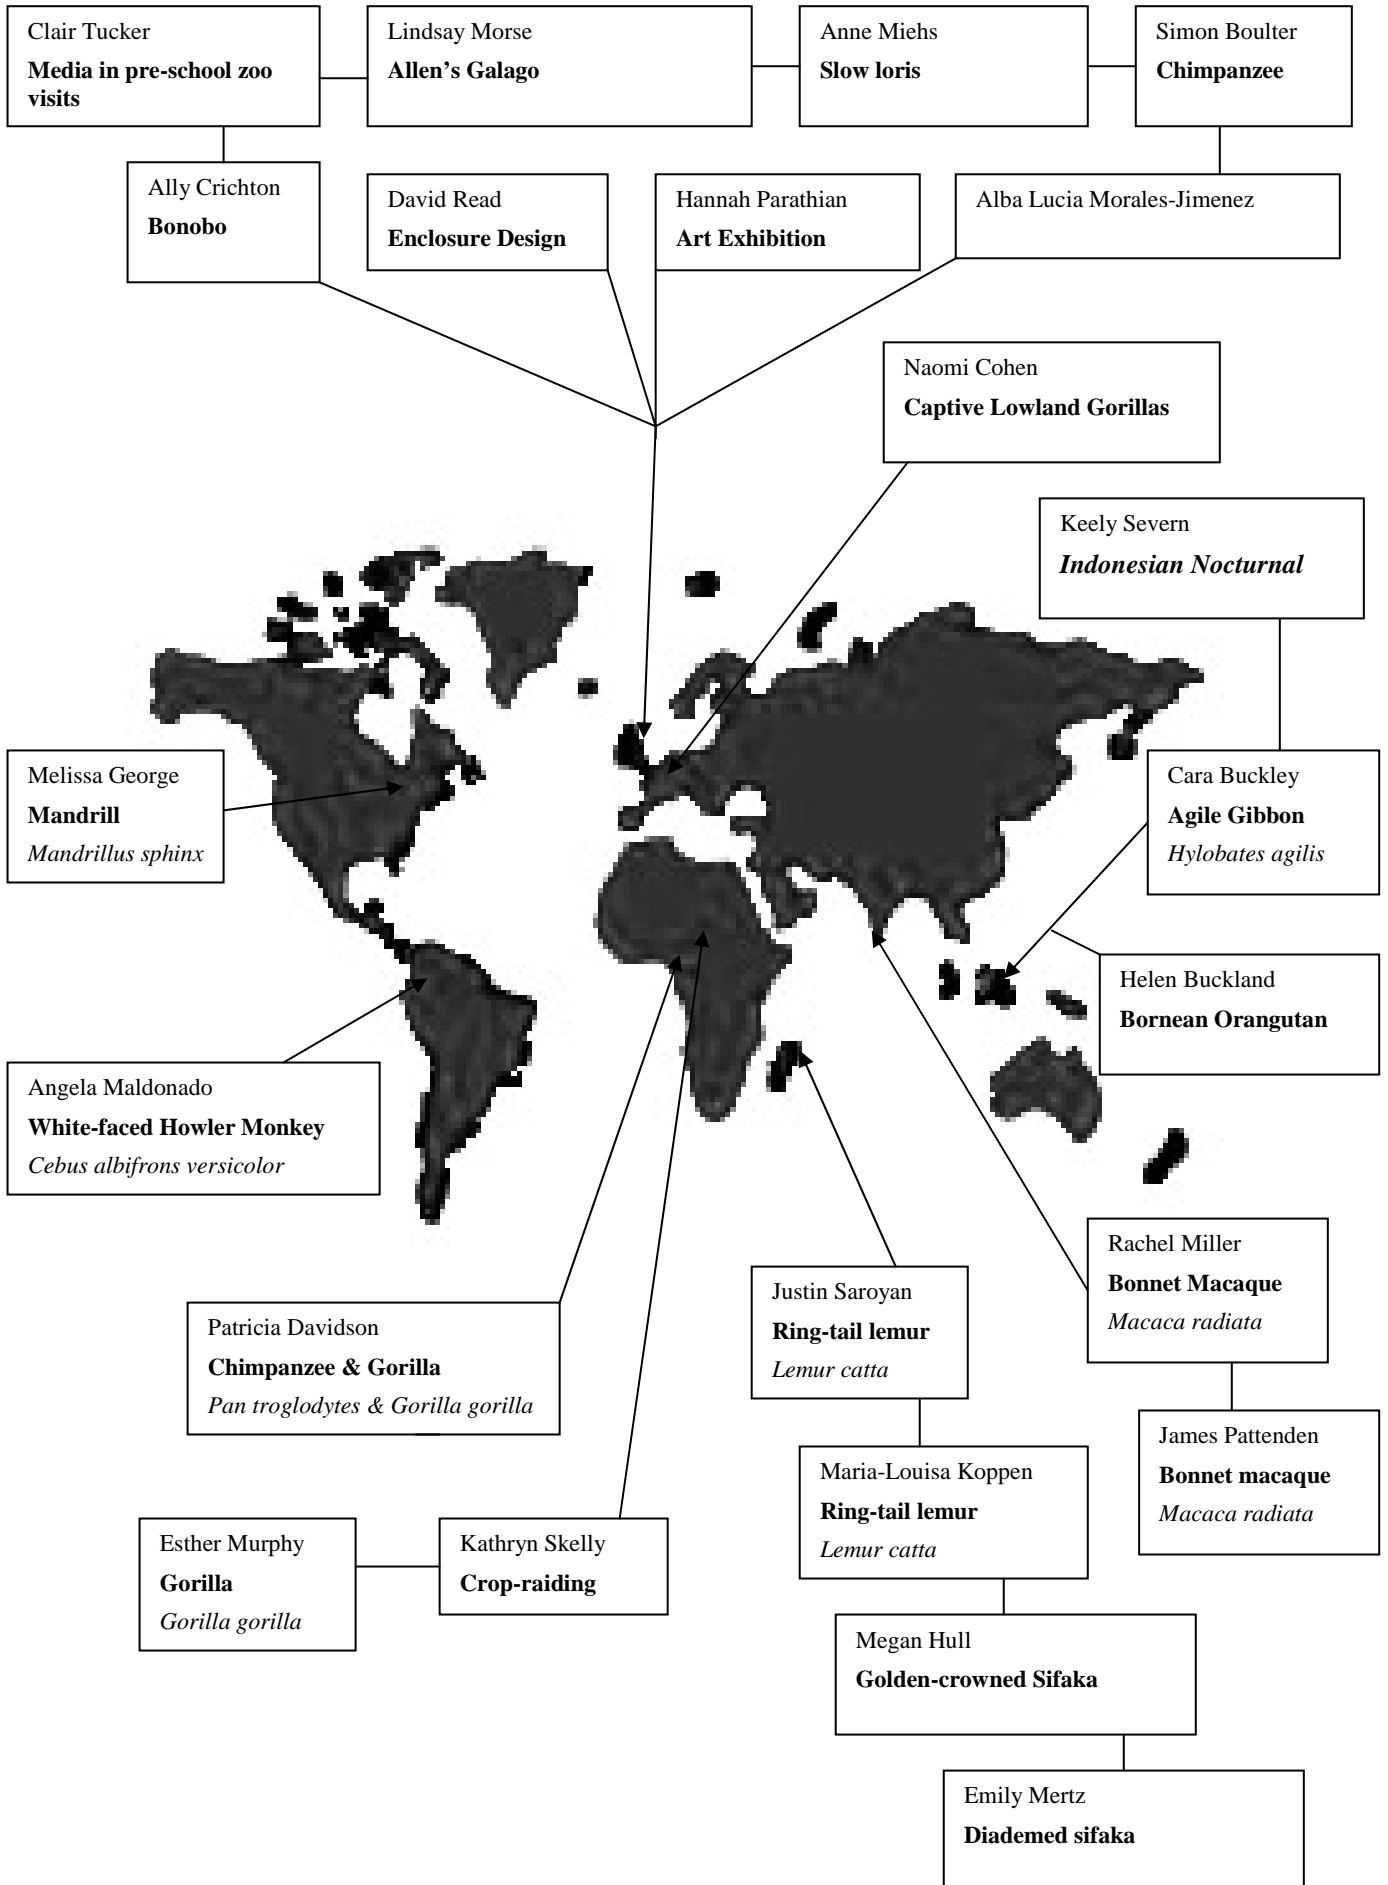 Clair Tucker
Media in pre-school zoo
visits
Lindsay Morse
Allen's Galago
Anne Miehs
Slow loris
Simon Boulter
Chimpanzee
Ally Crichton
Bonobo
David Read
Enclosure Design
Hannah Parathian
Art Exhibition
Alba Lucia Morales-Jimenez
Naomi Cohen
Captive Lowland Gorillas
Keely Severn
Indonesian Nocturnal
Melissa George
Mandrill
Mandrillus sphinx
Cara Buckley
Agile Gibbon
Hylobates agilis
Helen Buckland
Bornean Orangutan
Angela Maldonado
White-faced Howler Monkey
Cebus albifrons versicolor
Rachel Miller
Bonnet Macaque
Macaca radiata
Justin Saroyan
Ring-tail lemur
Lemur catta
Patricia Davidson
Chimpanzee & Gorilla
Pan troglodytes & Gorilla gorilla
James Pattenden
Bonnet macaque
Macaca radiata
Maria-Louisa Koppen
Ring-tail lemur
Lemur catta
Esther Murphy
Gorilla
Gorilla gorilla
Kathryn Skelly
Crop-raiding
Megan Hull
Golden-crowned Sifaka
Emily Mertz
Diademed sifaka